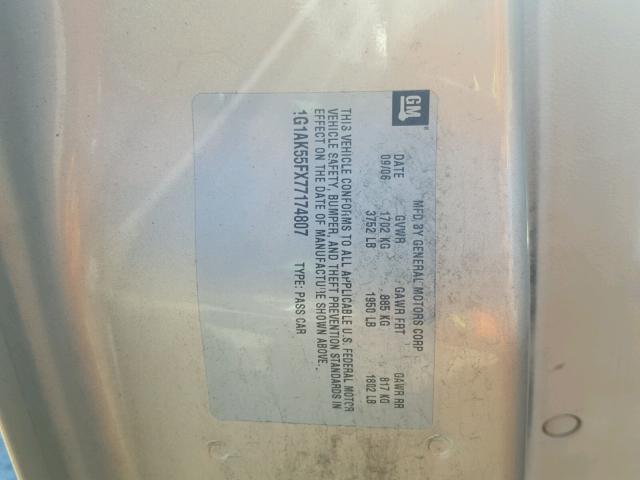 GM
MFD BY GENERAL MOTORS CORP
DATE GVWR GAWR FRT GAWR RR
09/06 1702 KG 885 KG 817 KG
3752 LB 1950 LB 1802 LB
THIS VEHICLE CONFORMS TO ALL APPLICABLE U.S. FEDERAL MOTOR
VEHICLE SAFETY, BUMPER, AND THEFT PREVENTION STANDARDS IN
EFFECT ON THE DATE OF MANUFACTURE SHOWN ABOVE.
1G1AK55FX77174807 TYPE: PASS CAR